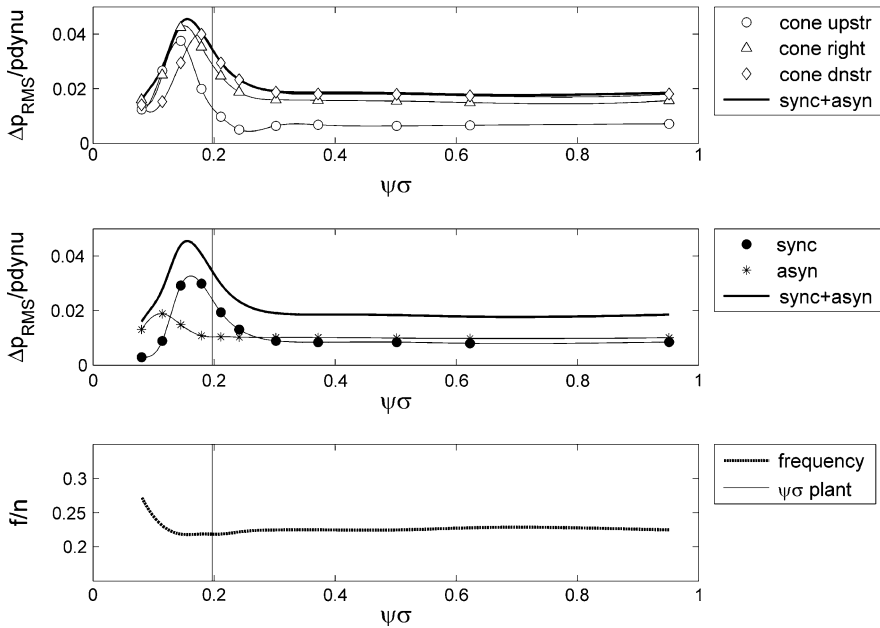 Δp_RMS/pdynu
0.04
0.02
0
0
0.2
0.4
0.6
0.8
1
ψσ
cone upstr
cone right
cone dnstr
sync+asyn
Δp_RMS/pdynu
0.04
0.02
0
0
0.2
0.4
0.6
0.8
1
ψσ
sync
asyn
sync+asyn
f/n
0.3
0.25
0.2
0
0.2
0.4
0.6
0.8
1
ψσ
frequency
ψσ plant